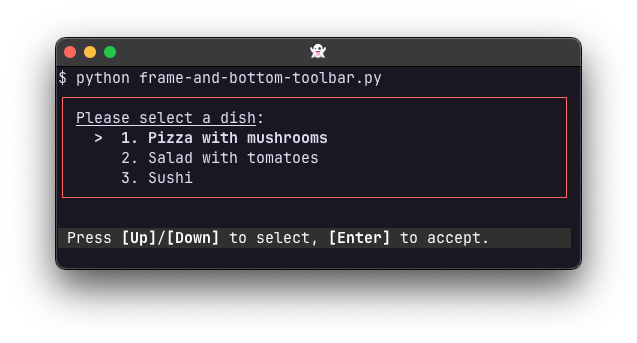 $ python frame-and-bottom-toolbar.py
Please select a dish:
> 1. Pizza with mushrooms
2. Salad with tomatoes
3. Sushi
Press [Up]/[Down] to select, [Enter] to accept.